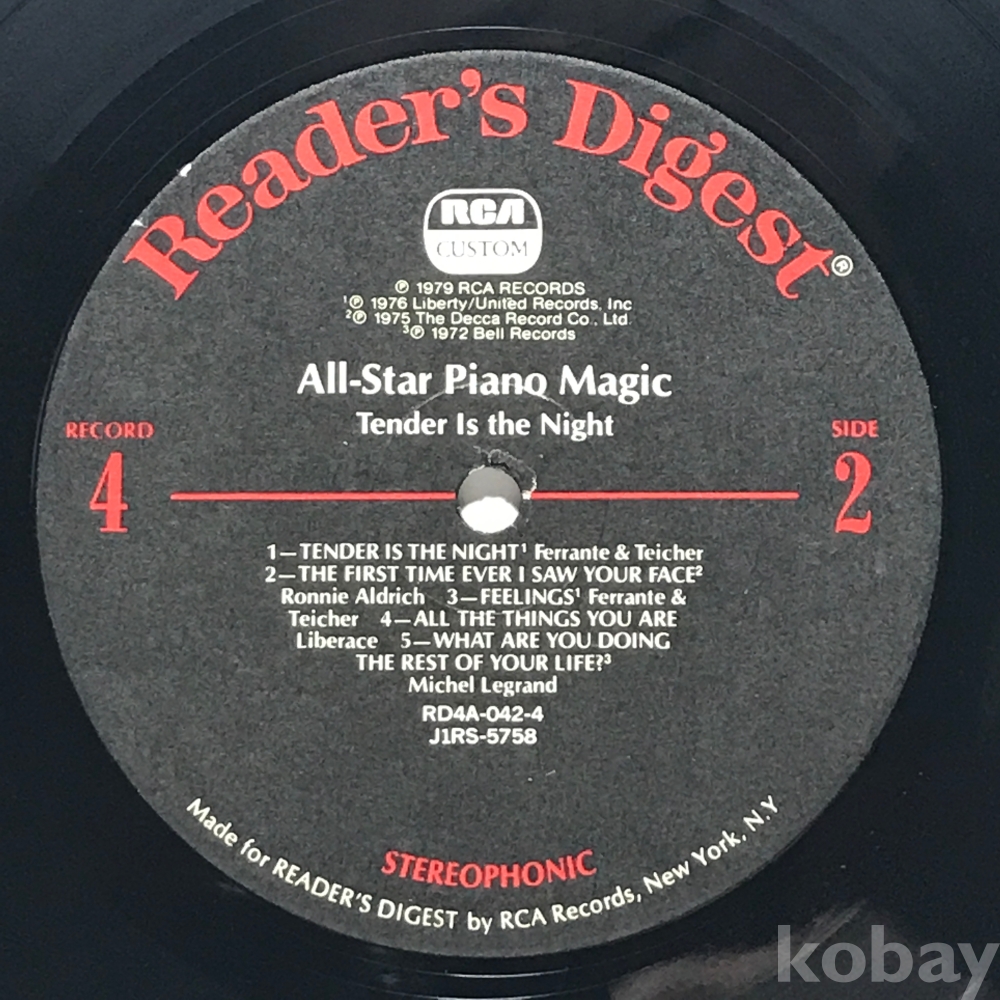 Reader's Digest®
RCA
CUSTOM
℗ 1979 RCA RECORDS
¹℗ 1976 Liberty/United Records, Inc
²℗ 1975 The Decca Record Co., Ltd.
³℗ 1972 Bell Records
All-Star Piano Magic
Tender Is the Night
RECORD
4
SIDE
2
1—TENDER IS THE NIGHT¹ Ferrante & Teicher
2—THE FIRST TIME EVER I SAW YOUR FACE²
Ronnie Aldrich 3—FEELINGS¹ Ferrante &
Teicher 4—ALL THE THINGS YOU ARE
Liberace 5—WHAT ARE YOU DOING
THE REST OF YOUR LIFE?³
Michel Legrand
RD4A-042-4
J1RS-5758
STEREOPHONIC
Made for READER'S DIGEST by RCA Records, New York, N.Y
kobay